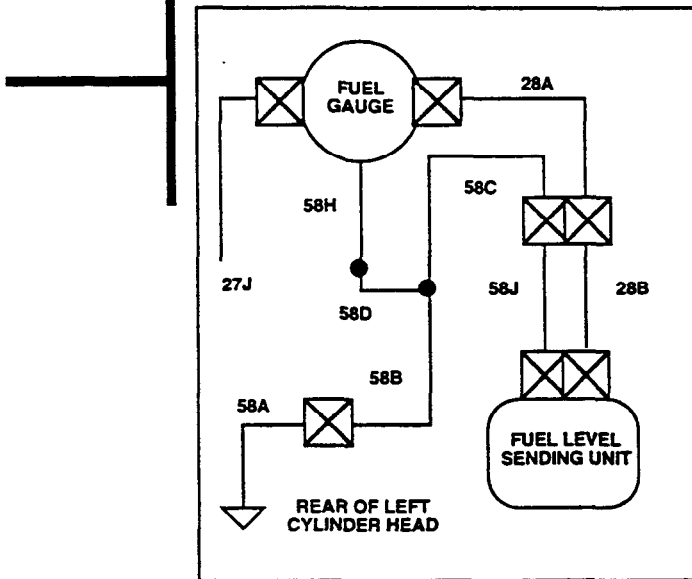 FUEL
GAUGE
28A
58C
58H
27J
58D
58J
28B
58B
58A
FUEL LEVEL
SENDING UNIT
REAR OF LEFT
CYLINDER HEAD